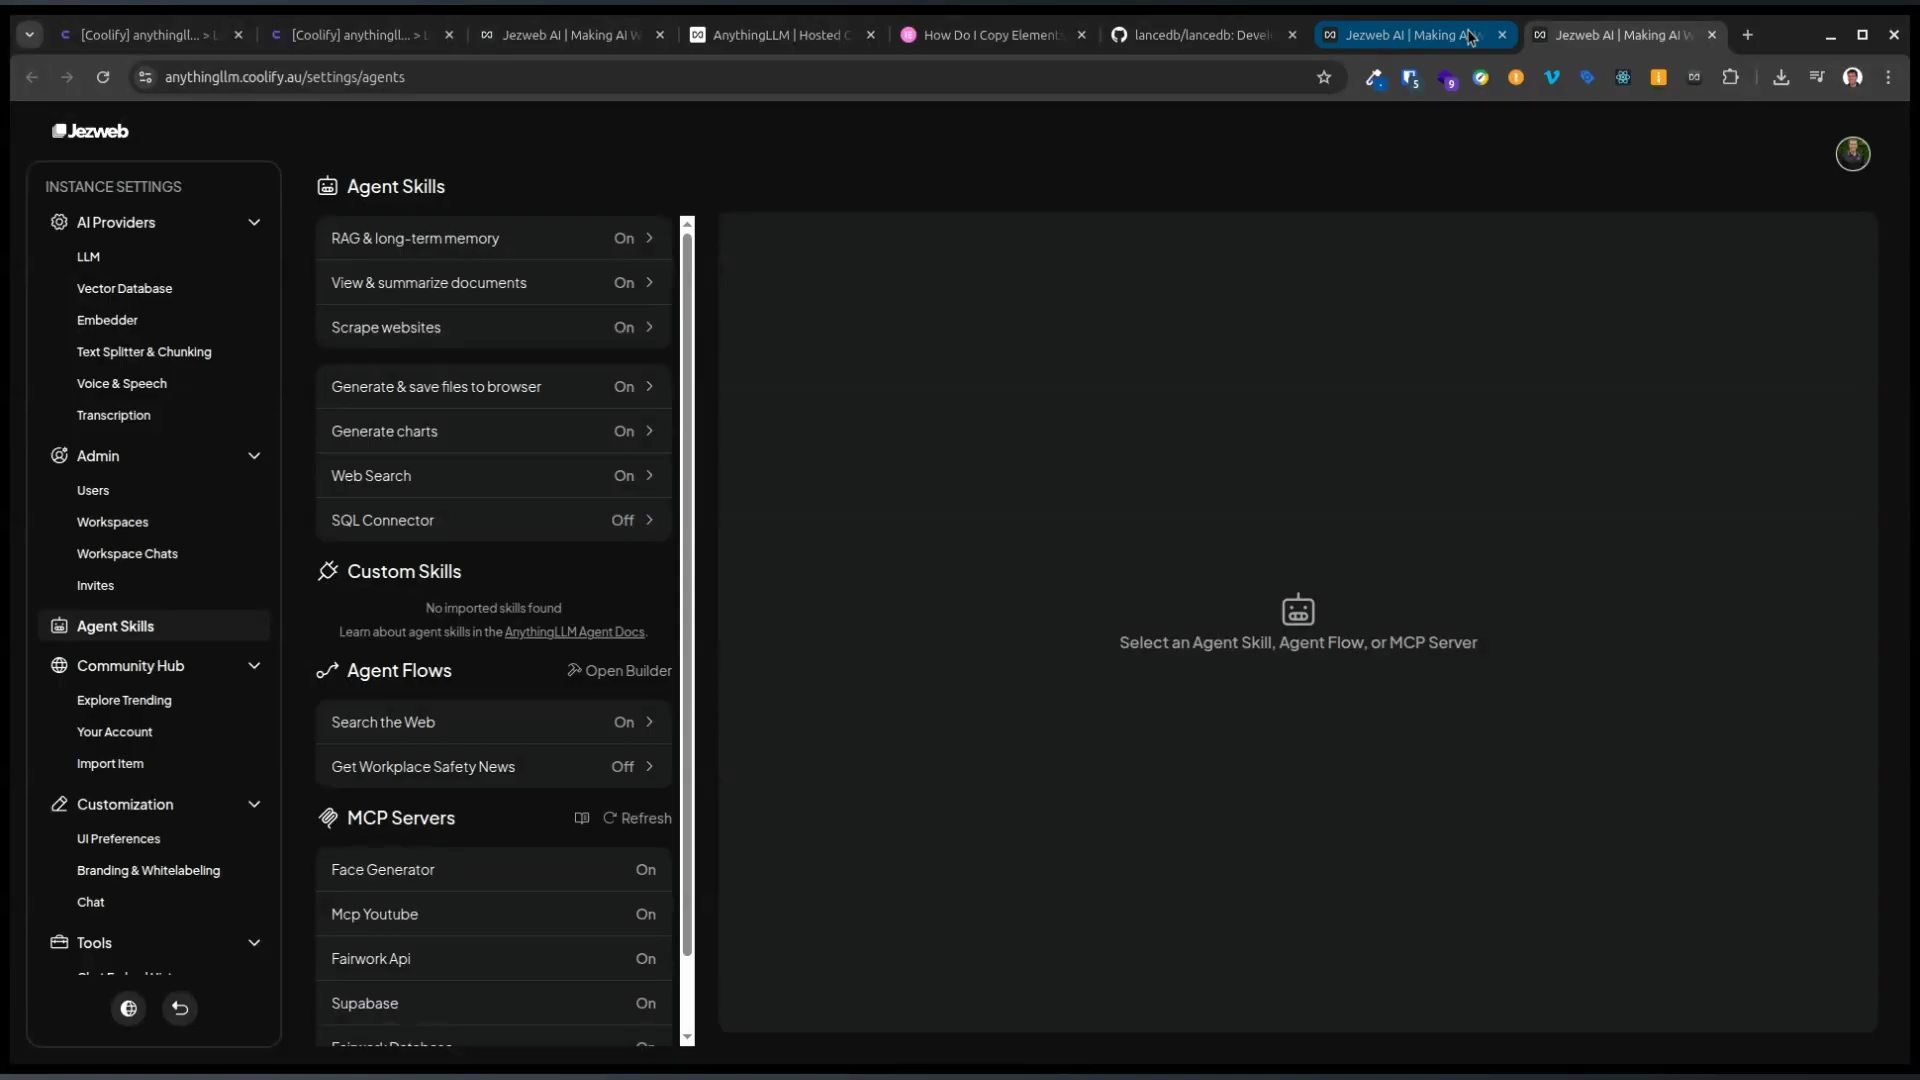 [Coolify] anythingll... > L
[Coolify] anythingll... > L
Jezweb AI | Making AI W
AnythingLLM | Hosted C
How Do I Copy Elements
lancedb/lancedb: Devel
Jezweb AI | Making A
Jezweb AI | Making AI W
anythingllm.coolify.au/settings/agents
5
9
Jezweb
INSTANCE SETTINGS
AI Providers
LLM
Vector Database
Embedder
Text Splitter & Chunking
Voice & Speech
Transcription
Admin
Users
Workspaces
Workspace Chats
Invites
Agent Skills
Community Hub
Explore Trending
Your Account
Import Item
Customization
UI Preferences
Branding & Whitelabeling
Chat
Tools
Agent Skills
RAG & long-term memory On
View & summarize documents On
Scrape websites On
Generate & save files to browser On
Generate charts On
Web Search On
SQL Connector Off
Custom Skills
No imported skills found
Learn about agent skills in the AnythingLLM Agent Docs.
Agent Flows Open Builder
Search the Web On
Get Workplace Safety News Off
MCP Servers Refresh
Face Generator On
Mcp Youtube On
Fairwork Api On
Supabase On
Select an Agent Skill, Agent Flow, or MCP Server